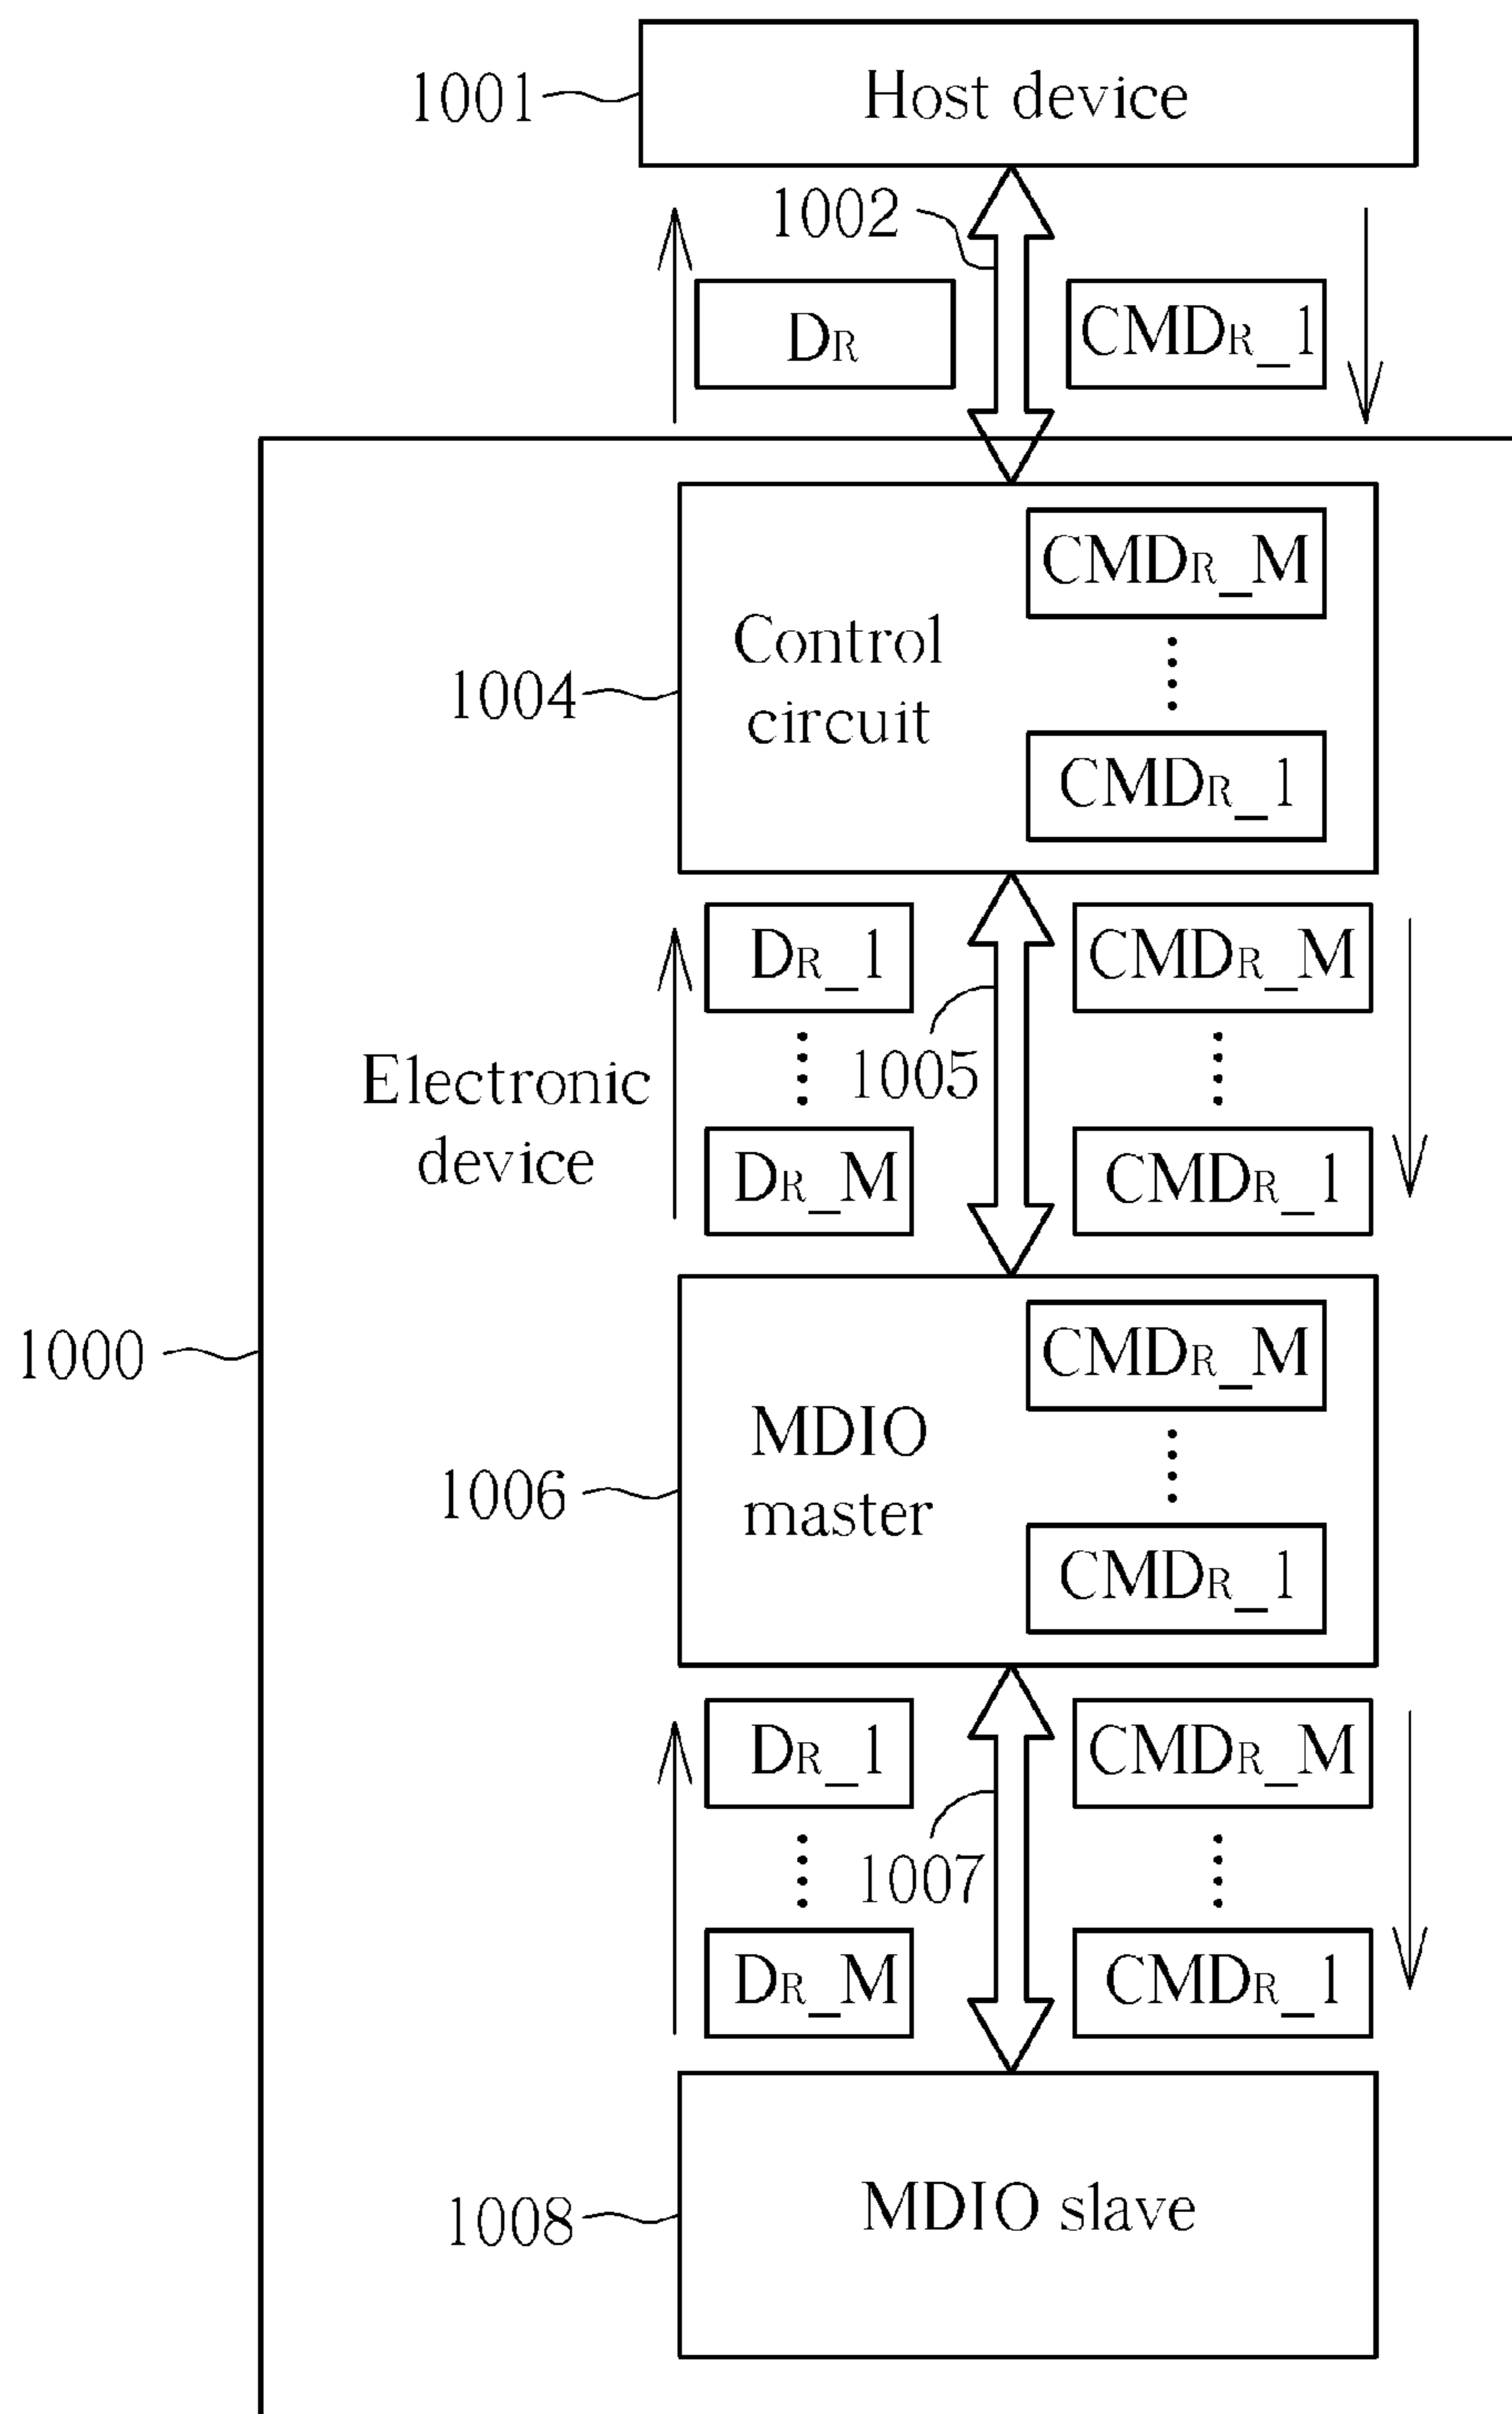 1001
Host device
1002
DR
CMDR_1
CMDR_M
Control
circuit
1004
CMDR_1
DR_1
CMDR_M
Electronic
device
1005
DR_M
CMDR_1
1000
CMDR_M
MDIO
master
1006
CMDR_1
DR_1
CMDR_M
1007
DR_M
CMDR_1
1008
MDIO slave